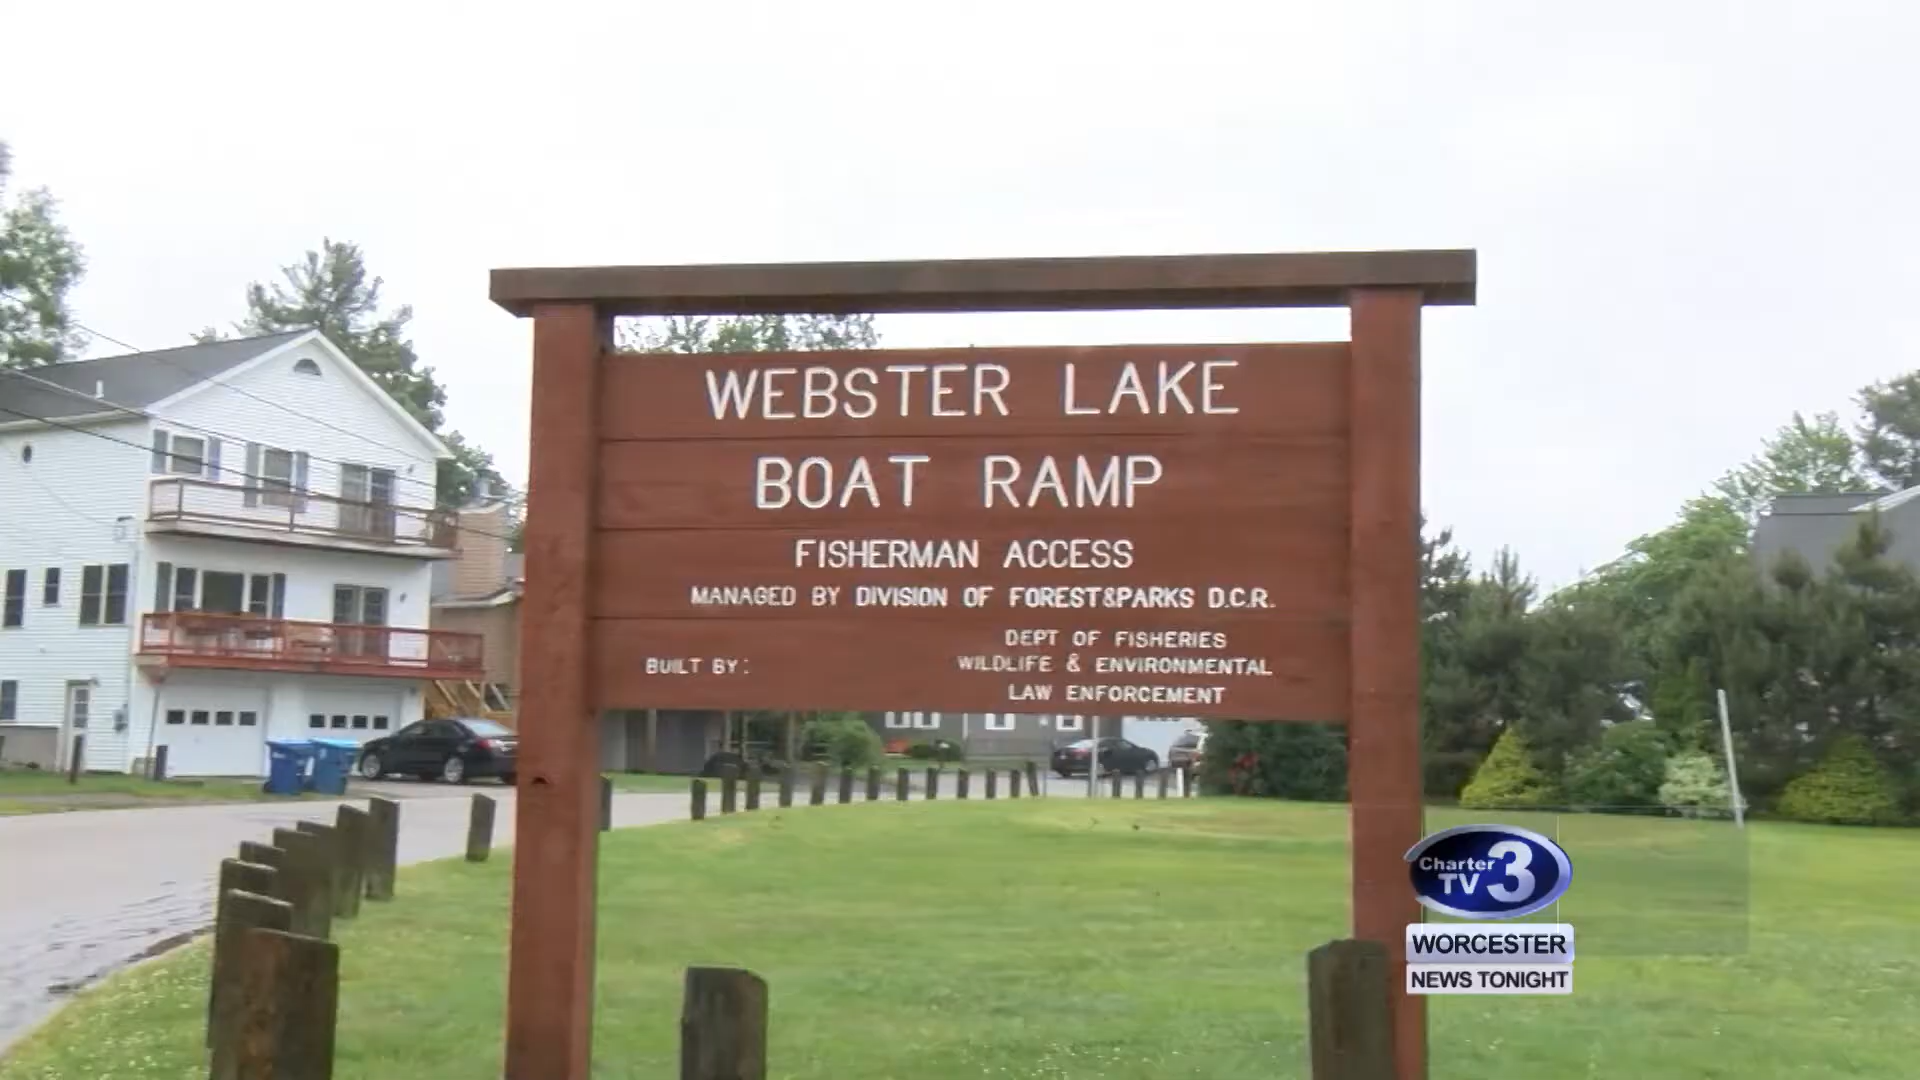 WEBSTER LAKE
BOAT RAMP
FISHERMAN ACCESS
MANAGED BY DIVISION OF FOREST&PARKS D.C.R.
BUILT BY:
DEPT OF FISHERIES
WILDLIFE & ENVIRONMENTAL
LAW ENFORCEMENT
Charter
TV3
WORCESTER
NEWS TONIGHT